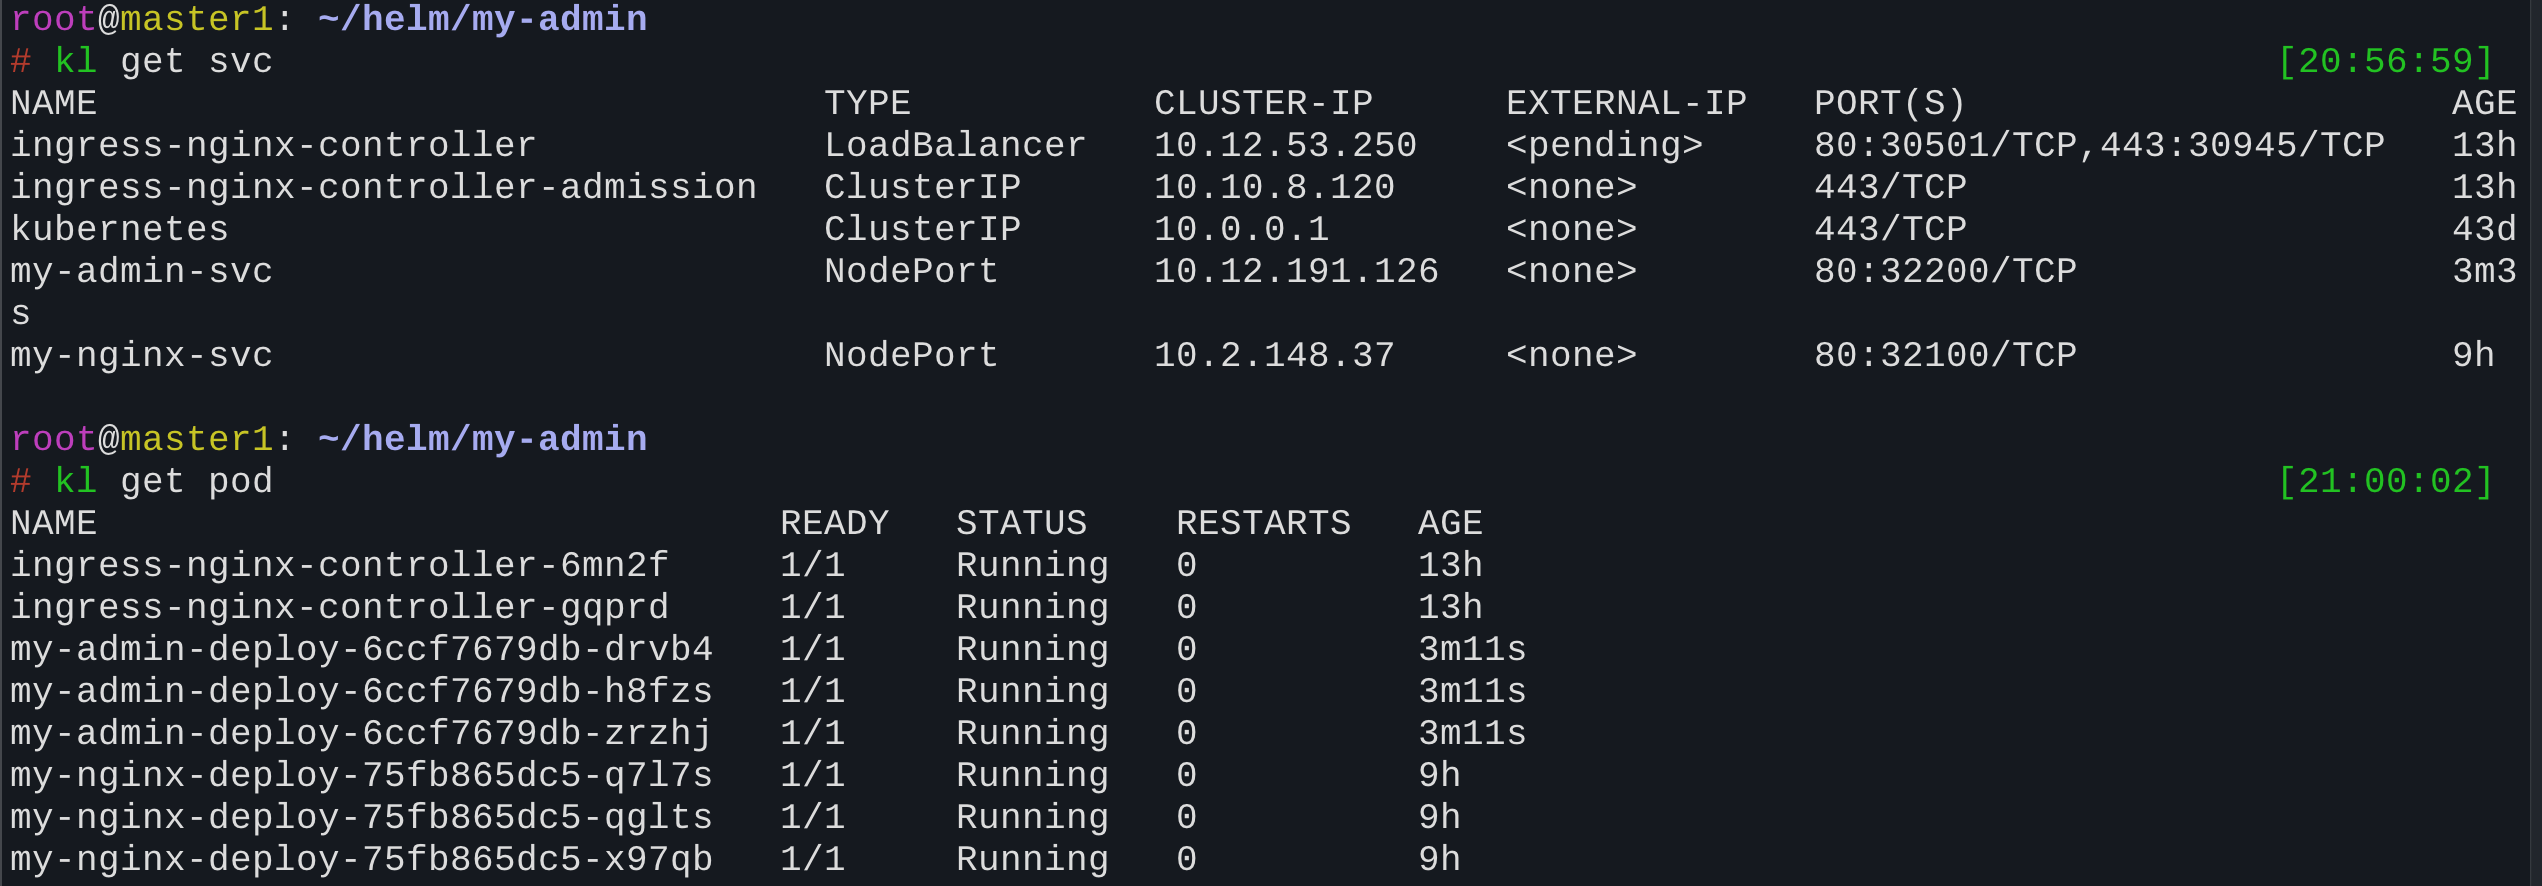 root@master1: ~/helm/my-admin
# kl get svc [20:56:59]
NAME TYPE CLUSTER-IP EXTERNAL-IP PORT(S) AGE
ingress-nginx-controller LoadBalancer 10.12.53.250 <pending> 80:30501/TCP,443:30945/TCP 13h
ingress-nginx-controller-admission ClusterIP 10.10.8.120 <none> 443/TCP 13h
kubernetes ClusterIP 10.0.0.1 <none> 443/TCP 43d
my-admin-svc NodePort 10.12.191.126 <none> 80:32200/TCP 3m3
s
my-nginx-svc NodePort 10.2.148.37 <none> 80:32100/TCP 9h
root@master1: ~/helm/my-admin
# kl get pod [21:00:02]
NAME READY STATUS RESTARTS AGE
ingress-nginx-controller-6mn2f 1/1 Running 0 13h
ingress-nginx-controller-gqprd 1/1 Running 0 13h
my-admin-deploy-6ccf7679db-drvb4 1/1 Running 0 3m11s
my-admin-deploy-6ccf7679db-h8fzs 1/1 Running 0 3m11s
my-admin-deploy-6ccf7679db-zrzhj 1/1 Running 0 3m11s
my-nginx-deploy-75fb865dc5-q7l7s 1/1 Running 0 9h
my-nginx-deploy-75fb865dc5-qglts 1/1 Running 0 9h
my-nginx-deploy-75fb865dc5-x97qb 1/1 Running 0 9h